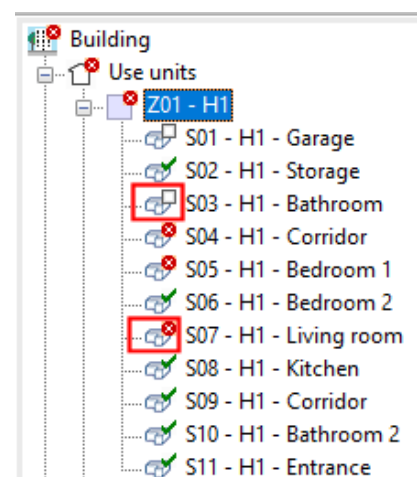 Building
Use units
Z01 - H1
S01 - H1 - Garage
S02 - H1 - Storage
S03 - H1 - Bathroom
S04 - H1 - Corridor
S05 - H1 - Bedroom 1
S06 - H1 - Bedroom 2
S07 - H1 - Living room
S08 - H1 - Kitchen
S09 - H1 - Corridor
S10 - H1 - Bathroom 2
S11 - H1 - Entrance